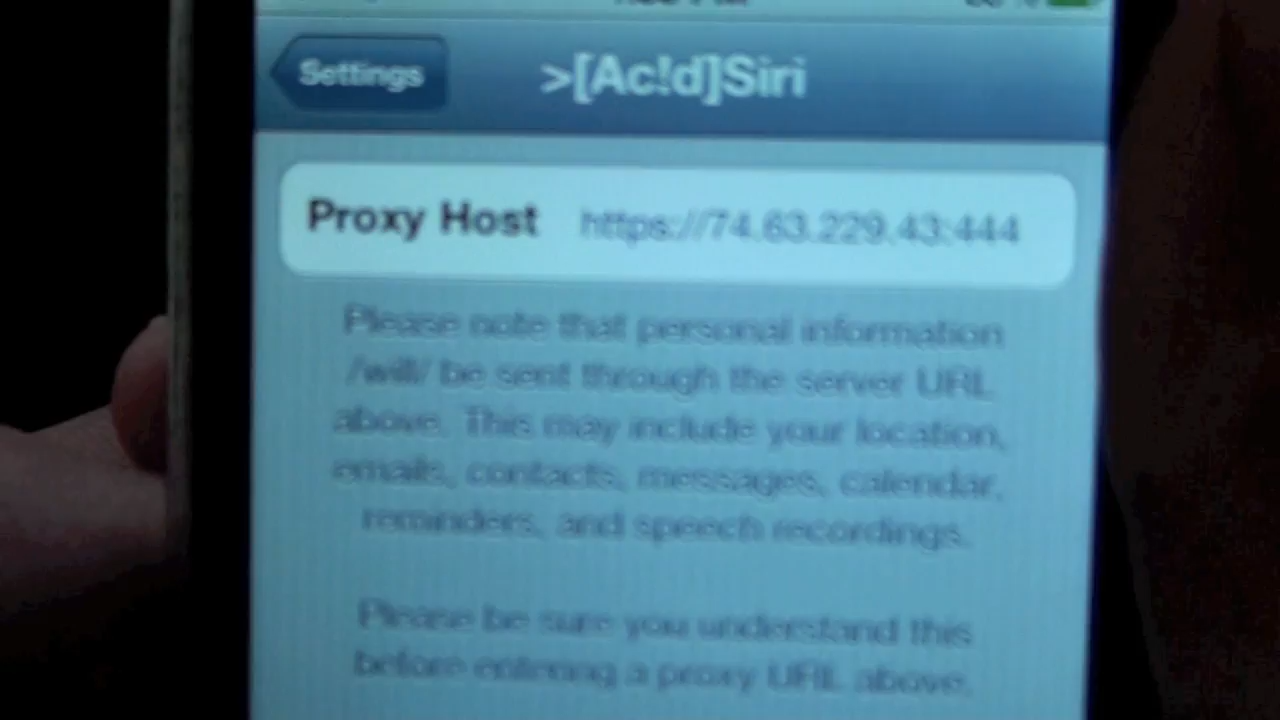 Settings
>[Ac!d]Siri
Proxy Host https://74.63.229.43:444
Please note that personal information
/will/ be sent through the server URL
above. This may include your location,
emails, contacts, messages, calendar,
reminders, and speech recordings.
Please be sure you understand this
before entering a proxy URL above.